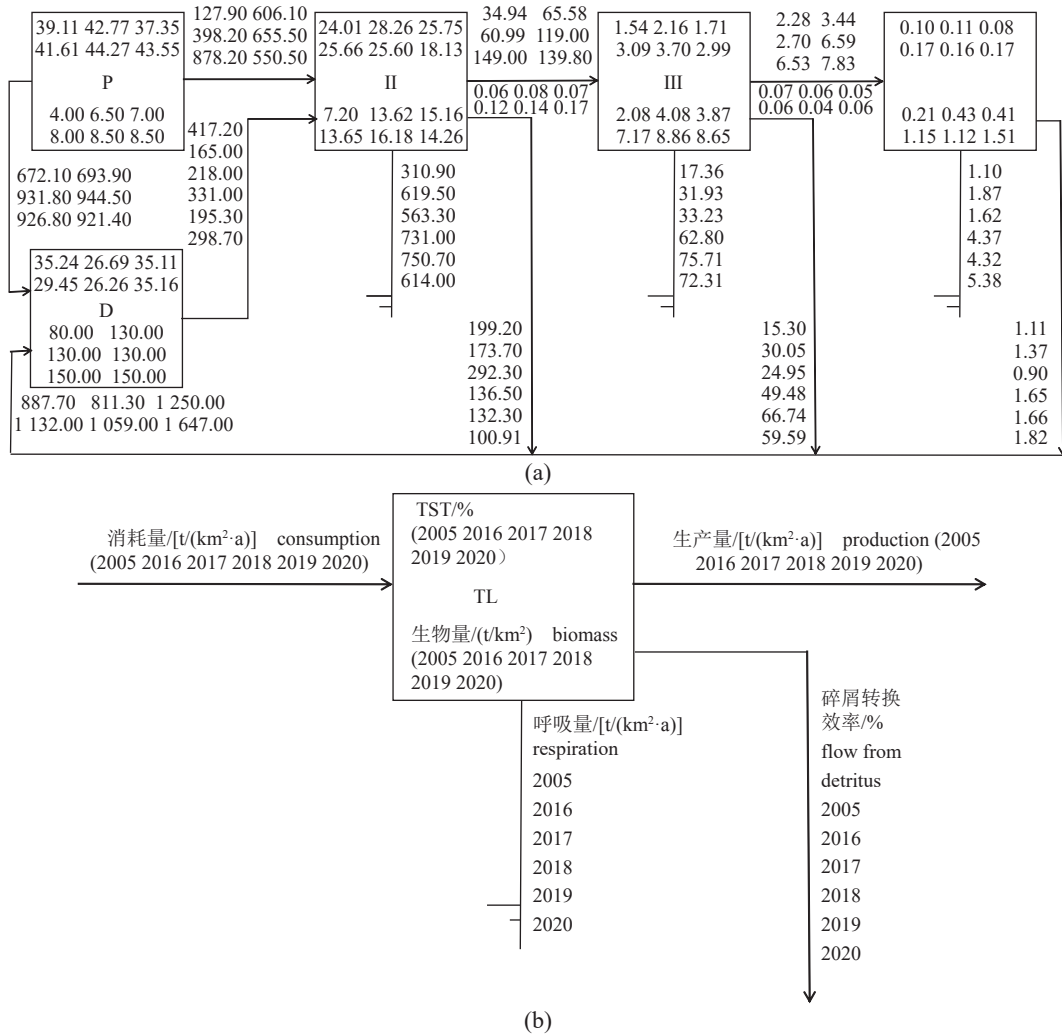 39.11 42.77 37.35
41.61 44.27 43.55
P
4.00 6.50 7.00
8.00 8.50 8.50
127.90 606.10
398.20 655.50
878.20 550.50
24.01 28.26 25.75
25.66 25.60 18.13
II
7.20 13.62 15.16
13.65 16.18 14.26
34.94 65.58
60.99 119.00
149.00 139.80
0.06 0.08 0.07
0.12 0.14 0.17
1.54 2.16 1.71
3.09 3.70 2.99
III
2.08 4.08 3.87
7.17 8.86 8.65
2.28 3.44
2.70 6.59
6.53 7.83
0.07 0.06 0.05
0.06 0.04 0.06
0.10 0.11 0.08
0.17 0.16 0.17
0.21 0.43 0.41
1.15 1.12 1.51
672.10 693.90
931.80 944.50
926.80 921.40
417.20
165.00
218.00
331.00
195.30
298.70
310.90
619.50
563.30
731.00
750.70
614.00
17.36
31.93
33.23
62.80
75.71
72.31
1.10
1.87
1.62
4.37
4.32
5.38
35.24 26.69 35.11
29.45 26.26 35.16
D
80.00 130.00
130.00 130.00
150.00 150.00
887.70 811.30 1 250.00
1 132.00 1 059.00 1 647.00
199.20
173.70
292.30
136.50
132.30
100.91
15.30
30.05
24.95
49.48
66.74
59.59
1.11
1.37
0.90
1.65
1.66
1.82
(a)
消耗量/[t/(km²·a)] consumption
(2005 2016 2017 2018 2019 2020)
TST/%
(2005 2016 2017 2018
2019 2020）
TL
生物量/(t/km²) biomass
(2005 2016 2017 2018
2019 2020)
生产量/[t/(km²·a)] production (2005
2016 2017 2018 2019 2020)
呼吸量/[t/(km²·a)]
respiration
2005
2016
2017
2018
2019
2020
碎屑转换
效率/%
flow from
detritus
2005
2016
2017
2018
2019
2020
(b)